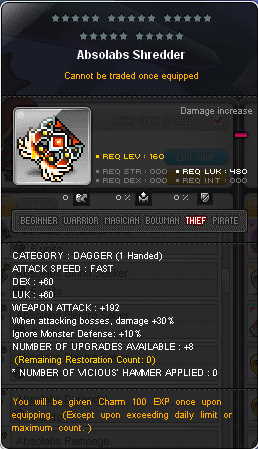 Absolabs Shredder
Cannot be traded once equipped
Damage increase
REQ LEV : 160
REQ STR : 000
REQ LUK : 480
REQ DEX : 000
REQ INT : 000
0 %
0 %
0 %
BEGINNER WARRIOR MAGICIAN BOWMAN THIEF PIRATE
CATEGORY : DAGGER (1 Handed)
ATTACK SPEED : FAST
DEX : +60
LUK : +60
WEAPON ATTACK : +192
When attacking bosses, damage +30%
Ignore Monster Defense : +10%
NUMBER OF UPGRADES AVAILABLE : +8
(Remaining Restoration Count: 0)
* NUMBER OF VICIOUS' HAMMER APPLIED : 0
You will be given Charm 100 EXP once upon
equipping. (Except upon exceeding daily limit or
maximum count. )
Absolabs Rampage